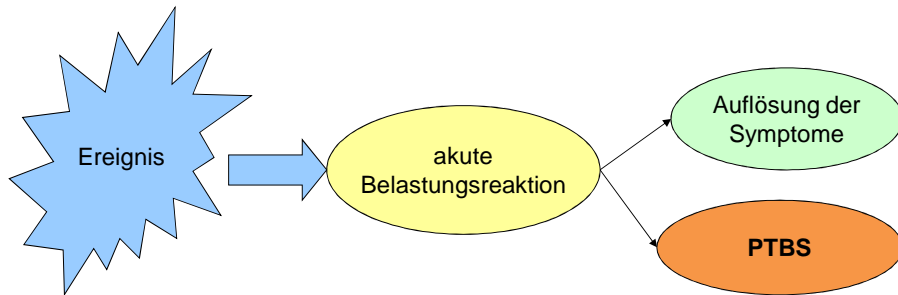 Ereignis
akute
Belastungsreaktion
Auflösung der
Symptome
PTBS